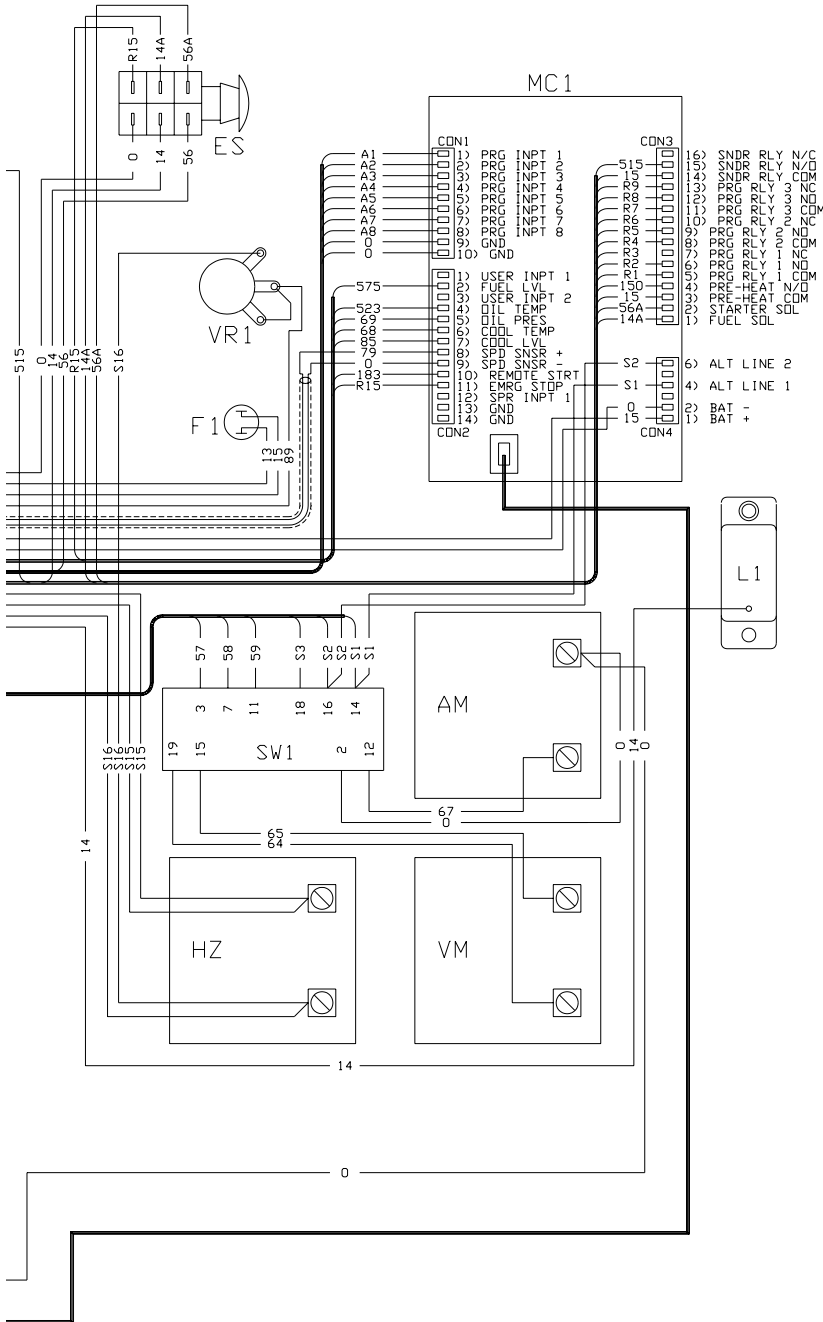 R15
14A
56A
ES
0
14
56
MC1
CON1
A1 1) PRG INPT 1
A2 2) PRG INPT 2
A3 3) PRG INPT 3
A4 4) PRG INPT 4
A5 5) PRG INPT 5
A6 6) PRG INPT 6
A7 7) PRG INPT 7
A8 8) PRG INPT 8
0 9) GND
0 10) GND
1) USER INPT 1
575 2) FUEL LVL
3) USER INPT 2
523 4) OIL TEMP
69 5) OIL PRES
68 6) COOL TEMP
85 7) COOL LVL
79 8) SPD SNSR +
0 9) SPD SNSR -
183 10) REMOTE STRT
R15 11) EMRG STOP
12) SPR INPT 1
13) GND
14) GND
CON2
CON3
16) SNDR RLY N/C
515 15) SNDR RLY N/O
15 14) SNDR RLY COM
R9 13) PRG RLY 3 NC
R8 12) PRG RLY 3 NO
R7 11) PRG RLY 3 COM
R6 10) PRG RLY 2 NC
R5 9) PRG RLY 2 NO
R4 8) PRG RLY 2 COM
R3 7) PRG RLY 1 NC
R2 6) PRG RLY 1 NO
R1 5) PRG RLY 1 COM
150 4) PRE-HEAT N/O
15 3) PRE-HEAT COM
56A 2) STARTER SOL
14A 1) FUEL SOL
S2 6) ALT LINE 2
S1 4) ALT LINE 1
0 2) BAT -
15 1) BAT +
CON4
VR1
515
0
14
56
R15
14A
56A
S16
F1
13
15
89
L1
57
58
59
S3
S2
S2
S1
S1
3
7
11
18
16
14
19
15
SW1
2
12
AM
S16
S16
S15
S15
0
14
0
67
0
65
64
14
HZ
VM
14
0